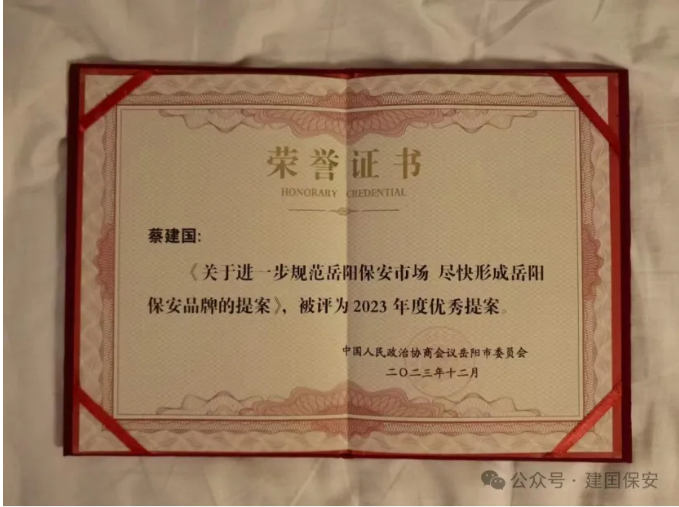 荣誉证书
HONORARY CREDENTIAL
蔡建国:
《关于进一步规范岳阳保安市场 尽快形成岳阳
保安品牌的提案》，被评为2023年度优秀提案。
中国人民政治协商会议岳阳市委员会
二〇二三年十二月
公众号·建国保安